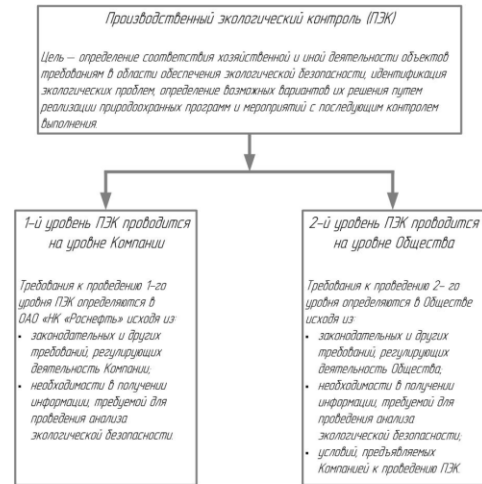 Производственный экологический контроль (ПЭК)
Цель – определение соответствия хозяйственной и иной деятельности объектов
требованиям в области обеспечения экологической безопасности, идентификация
экологических проблем, определение возможных вариантов их решения путем
реализации природоохранных программ и мероприятий с последующим контролем
выполнения.
1-й уровень ПЭК проводится
на уровне Компании
Требования к проведению 1-го
уровня ПЭК определяются в
ОАО «НК «Роснефть» исходя из:
• законодательных и других
требований, регулирующих
деятельность Компании;
• необходимости в получении
информации, требуемой для
проведения анализа
экологической безопасности.
2-й уровень ПЭК проводится
на уровне Общества
Требования к проведению 2- го
уровня определяются в Обществе
исходя из:
• законодательных и других
требований, регулирующих
деятельность Общества;
• необходимости в получении
информации, требуемой для
проведения анализа
экологической безопасности;
• условий, предъявляемых
Компанией к проведению ПЭК.